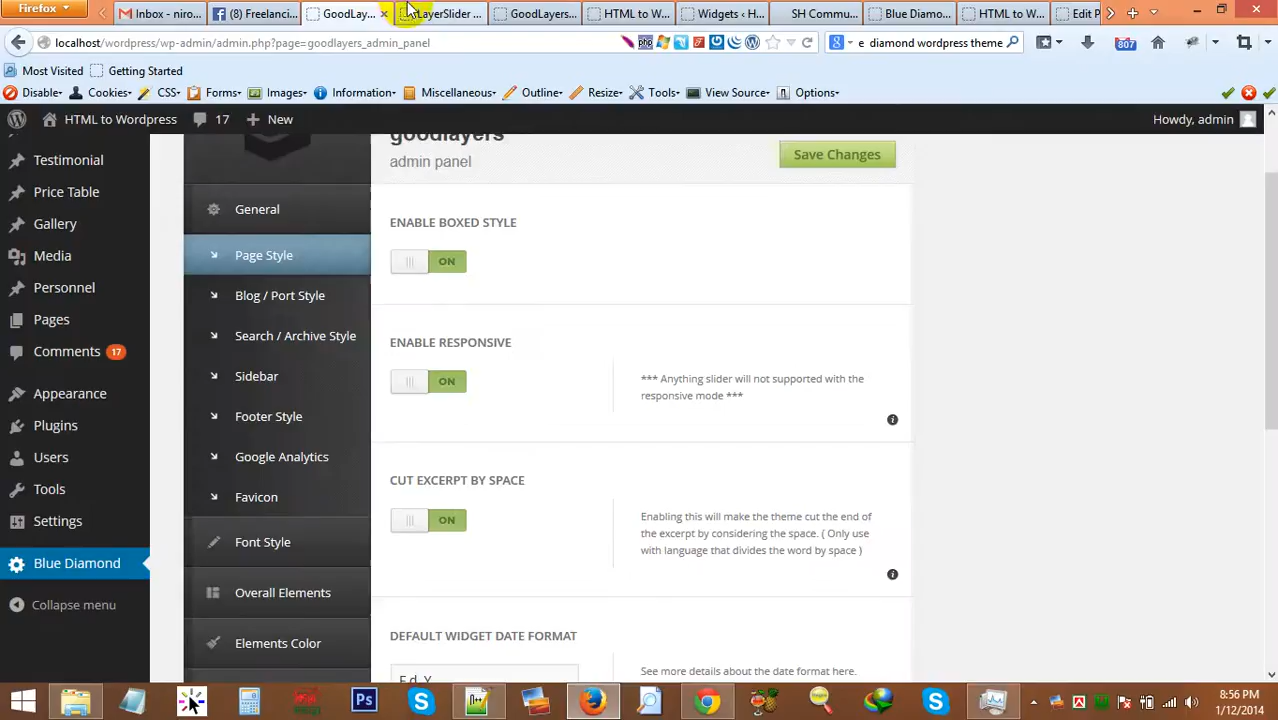 Firefox
Inbox - niro...
(8) Freelanci...
GoodLay...
LayerSlider ...
GoodLayers...
HTML to W...
Widgets ‹ H...
SH Commu...
Blue Diamo...
HTML to W...
Edit P
localhost/wordpress/wp-admin/admin.php?page=goodlayers_admin_panel
e diamond wordpress theme
807
Most Visited
Getting Started
Disable
Cookies
CSS
Forms
Images
Information
Miscellaneous
Outline
Resize
Tools
View Source
Options
HTML to Wordpress
17
New
Howdy, admin
Testimonial
Price Table
Gallery
Media
Personnel
Pages
Comments 17
Appearance
Plugins
Users
Tools
Settings
Blue Diamond
Collapse menu
General
Page Style
Blog / Port Style
Search / Archive Style
Sidebar
Footer Style
Google Analytics
Favicon
Font Style
Overall Elements
Elements Color
goodlayers
admin panel
Save Changes
ENABLE BOXED STYLE
ON
ENABLE RESPONSIVE
ON
*** Anything slider will not supported with the
responsive mode ***
CUT EXCERPT BY SPACE
ON
Enabling this will make the theme cut the end of
the excerpt by considering the space. ( Only use
with language that divides the word by space )
DEFAULT WIDGET DATE FORMAT
F d, Y
See more details about the date format here.
Ps
8:56 PM
1/12/2014